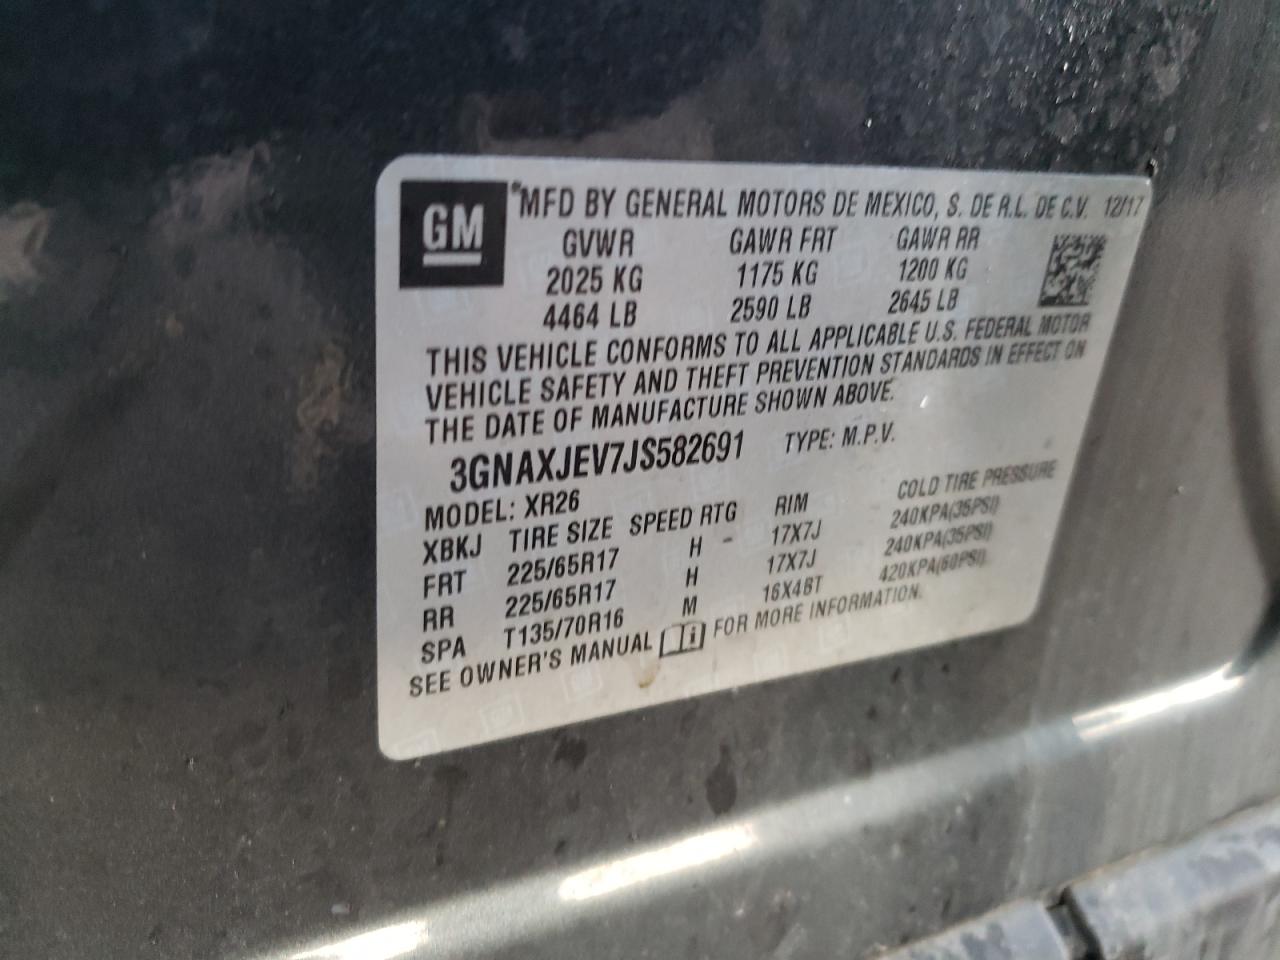 GM
®MFD BY GENERAL MOTORS DE MEXICO, S. DE R.L. DE C.V. 12/17
GVWR GAWR FRT GAWR RR
2025 KG 1175 KG 1200 KG
4464 LB 2590 LB 2645 LB
THIS VEHICLE CONFORMS TO ALL APPLICABLE U.S. FEDERAL MOTOR
VEHICLE SAFETY AND THEFT PREVENTION STANDARDS IN EFFECT ON
THE DATE OF MANUFACTURE SHOWN ABOVE.
3GNAXJEV7JS582691 TYPE: M.P.V.
MODEL: XR26
XBKJ TIRE SIZE SPEED RTG RIM COLD TIRE PRESSURE
FRT 225/65R17 H 17X7J 240KPA(35PSI)
RR 225/65R17 H 17X7J 240KPA(35PSI)
SPA T135/70R16 M 16X4BT 420KPA(60PSI)
SEE OWNER'S MANUAL FOR MORE INFORMATION.